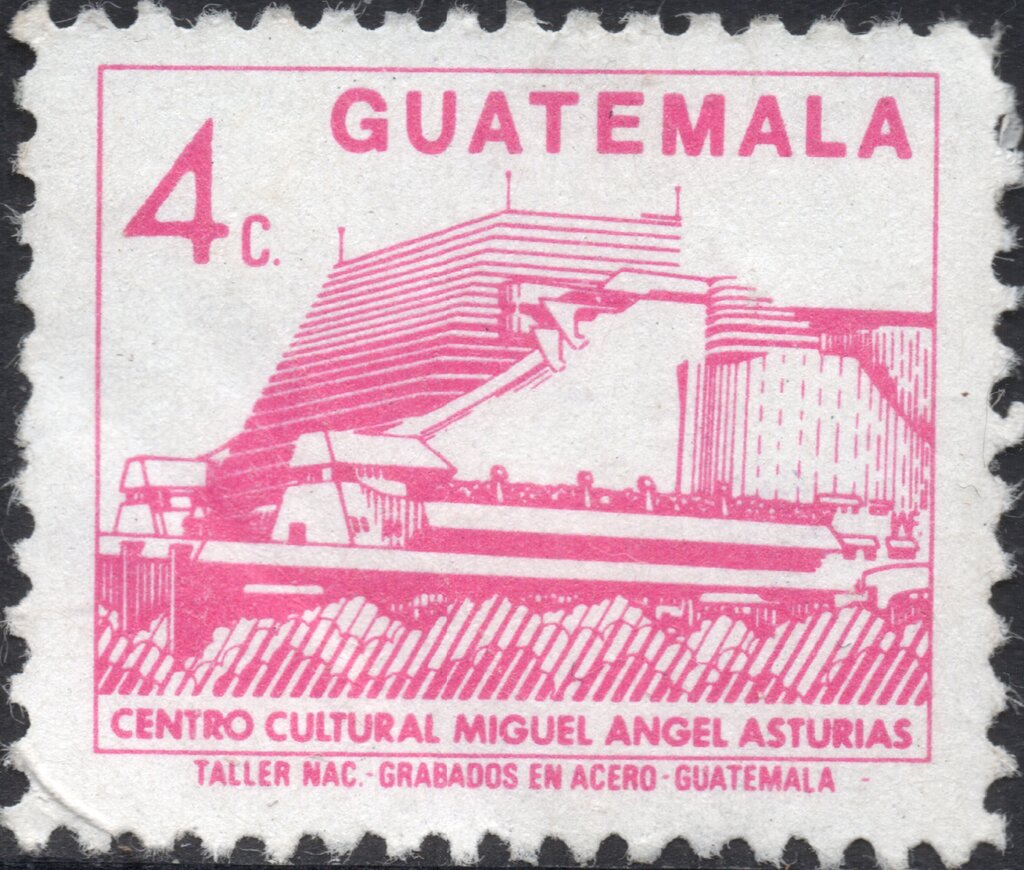 GUATEMALA
4 C.
CENTRO CULTURAL MIGUEL ANGEL ASTURIAS
TALLER NAC.-GRABADOS EN ACERO-GUATEMALA -